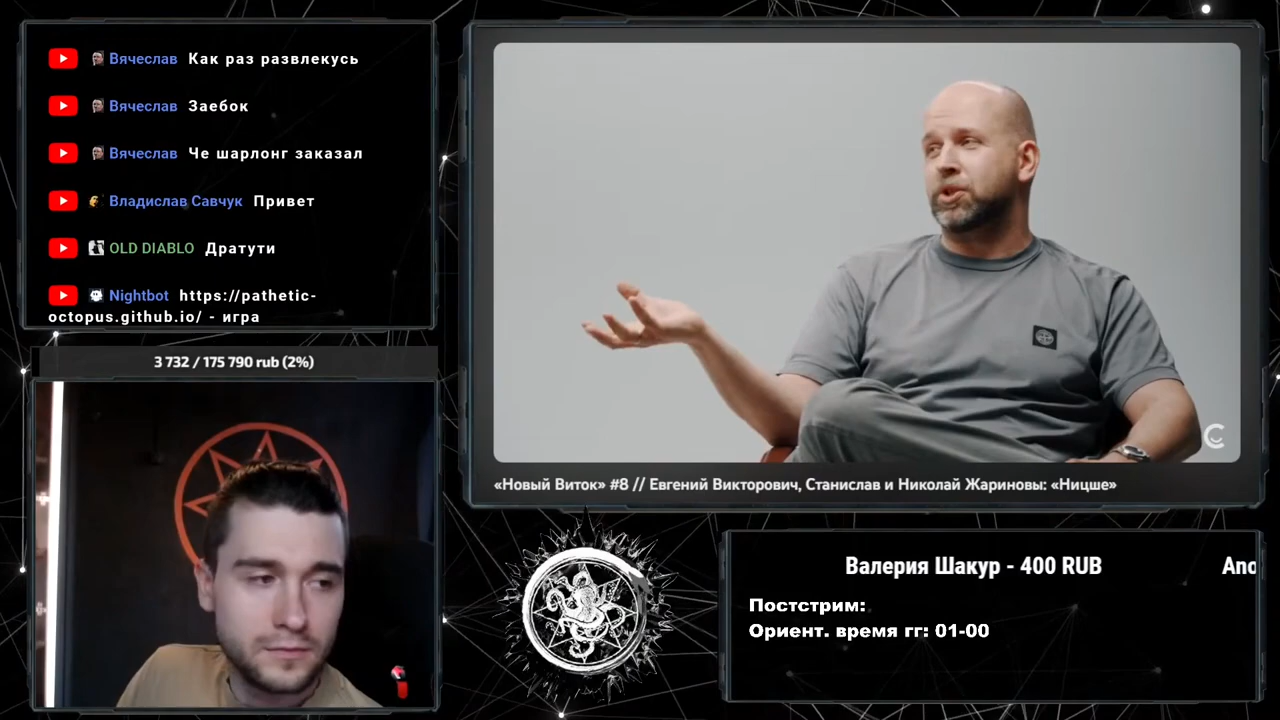 Вячеслав Как раз развлекусь
Вячеслав Заебок
Вячеслав Че шарлонг заказал
Владислав Савчук Привет
OLD DIABLO Дратути
Nightbot https://pathetic-
octopus.github.io/ - игра
3 732 / 175 790 rub (2%)
«Новый Виток» #8 // Евгений Викторович, Станислав и Николай Жариновы: «Ницше»
Валерия Шакур - 400 RUB
Ano
Постстрим:
Ориент. время гг: 01-00